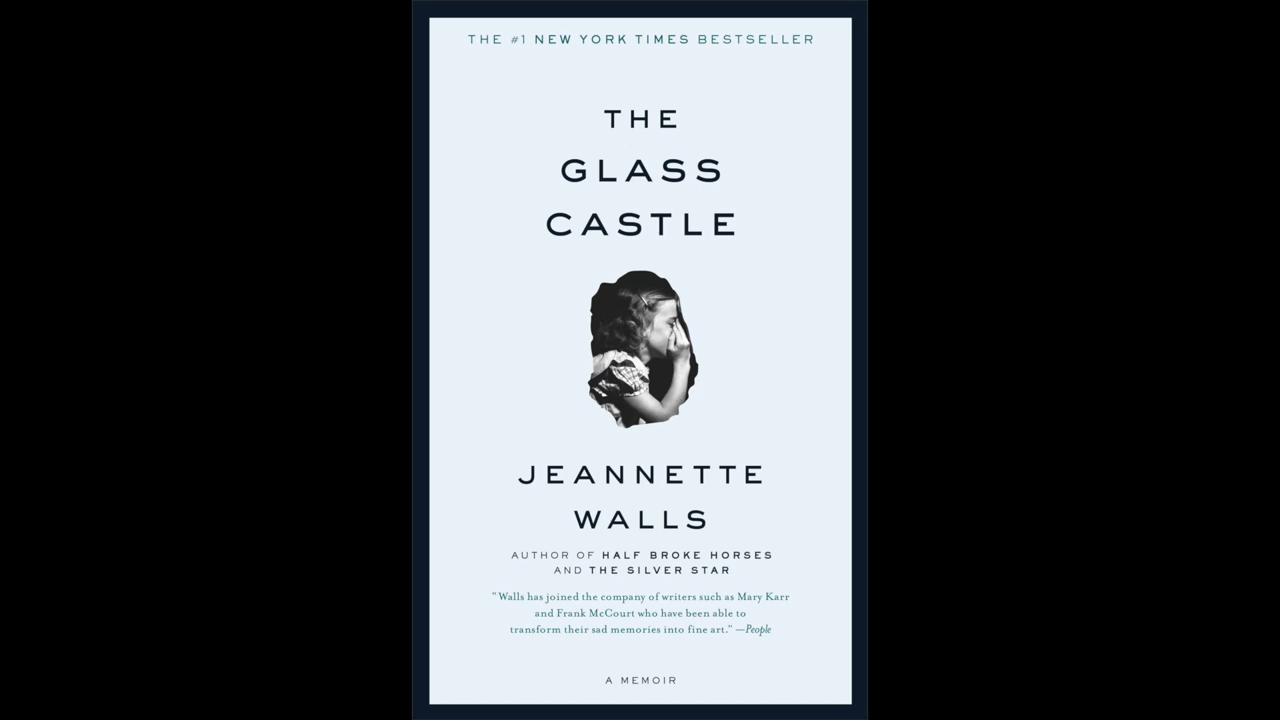 THE #1 NEW YORK TIMES BESTSELLER
THE
GLASS
CASTLE
JEANNETTE
WALLS
AUTHOR OF HALF BROKE HORSES
AND THE SILVER STAR
"Walls has joined the company of writers such as Mary Karr
and Frank McCourt who have been able to
transform their sad memories into fine art." —People
A MEMOIR